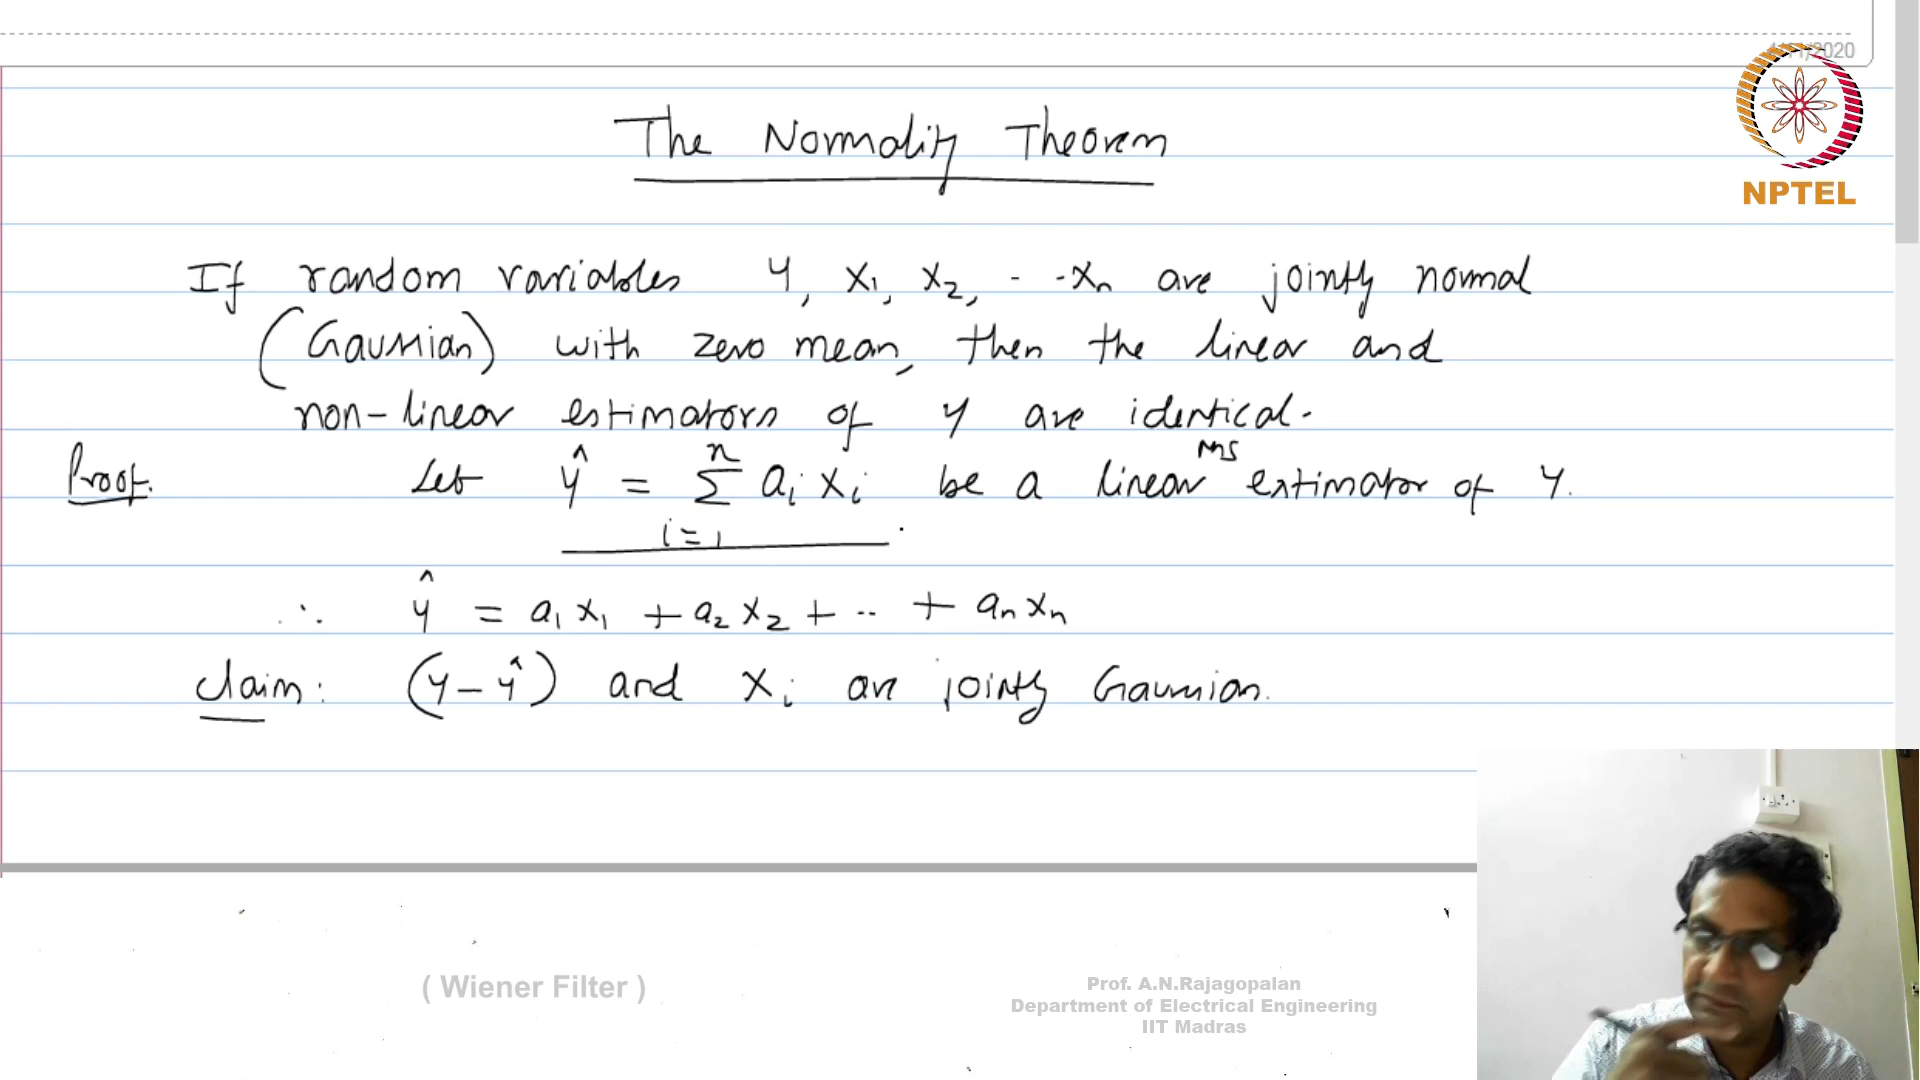 The Normality Theorem
NPTEL
If random variables Y, X1, X2, - - Xn are jointly normal
(Gaussian) with zero mean, then the linear and
non-linear estimators of Y are identical.
Proof. Let ŷ = Σ_{i=1}^{n} ai xi be a linear MS estimator of Y.
∴ ŷ = a1 x1 + a2 x2 + .. + an xn
Claim: (Y - ŷ) and Xi are jointly Gaussian.
( Wiener Filter )
Prof. A.N.Rajagopalan
Department of Electrical Engineering
IIT Madras